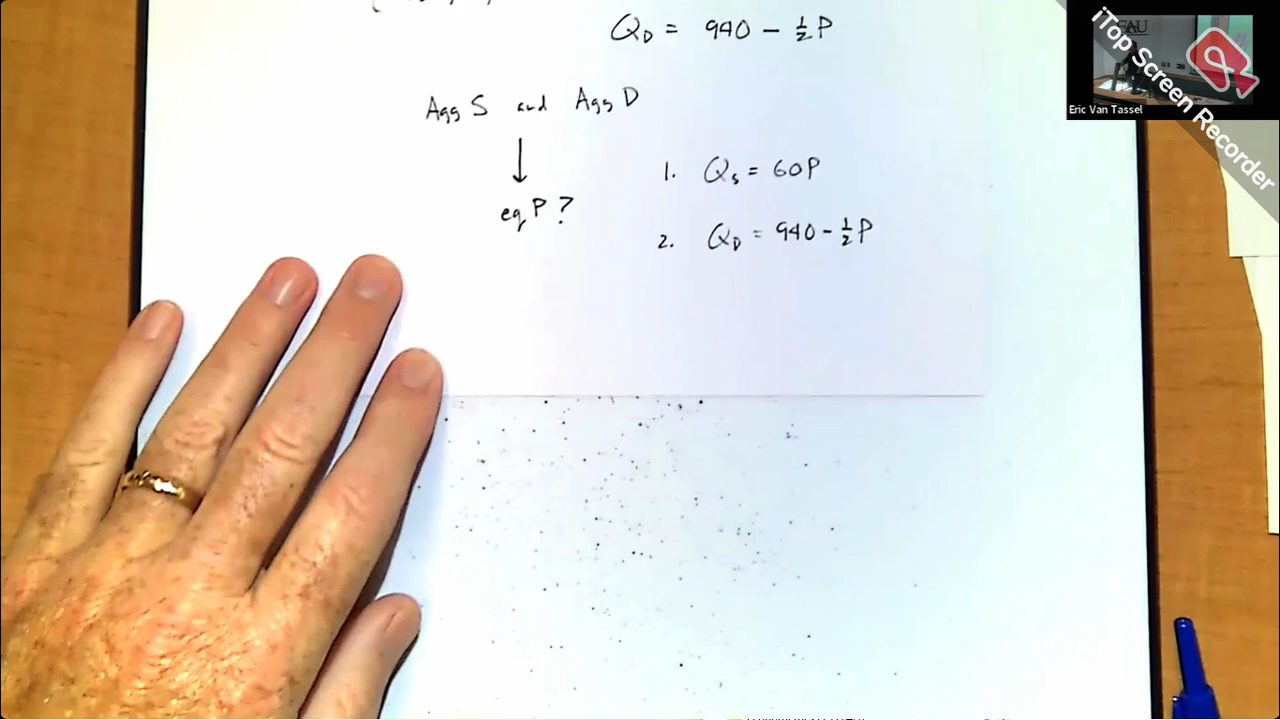 Q_D = 940 - ½P
Agg S and Agg D
↓
eq P ?
1. Q_s = 60P
2. Q_D = 940 - ½P
FAU
Eric Van Tassel
iTop Screen Recorder